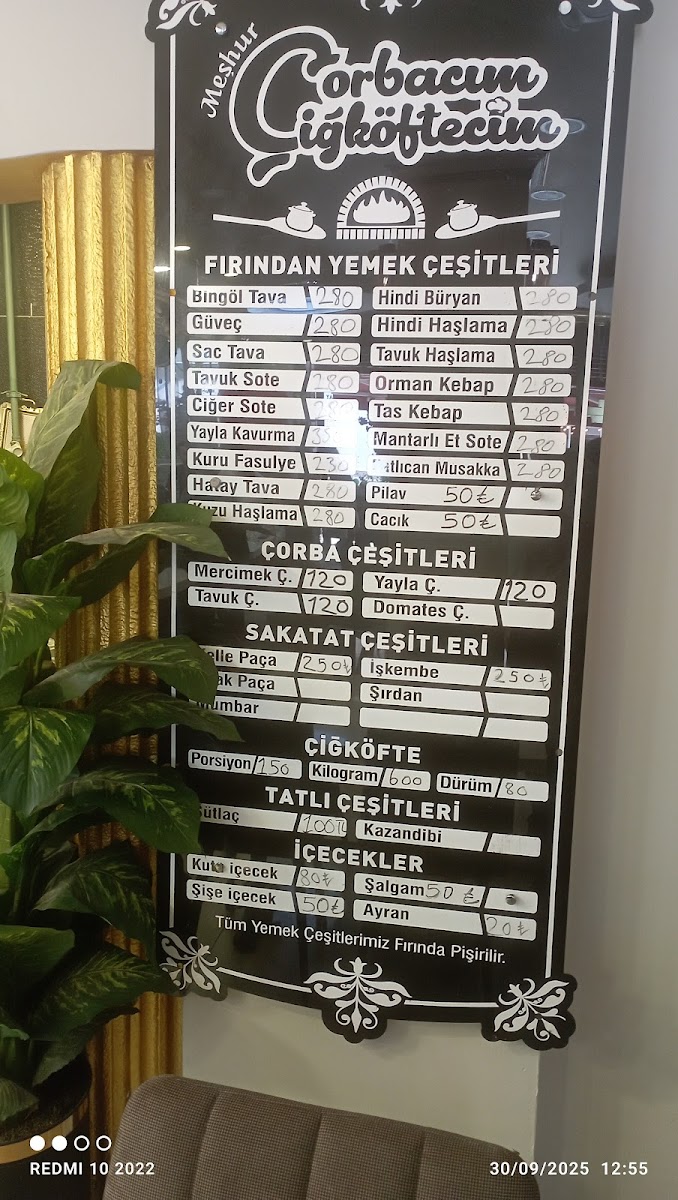 Meşhur
Çorbacım
Çiğköftecim
FIRINDAN YEMEK ÇEŞİTLERİ
Bingöl Tava 280 Hindi Büryan 280
Güveç 280 Hindi Haşlama 280
Sac Tava 280 Tavuk Haşlama 280
Tavuk Sote 280 Orman Kebap 280
Ciğer Sote Tas Kebap 280
Yayla Kavurma Mantarlı Et Sote 280
Kuru Fasulye 230 Musakka 280
Hatay Tava 280 Pilav 50₺
Kuzu Haşlama 280 Cacık 50₺
ÇORBA ÇEŞİTLERİ
Mercimek Ç. 120 Yayla Ç. 120
Tavuk Ç. 120 Domates Ç.
SAKATAT ÇEŞİTLERİ
Kelle Paça 250₺ İşkembe 250₺
Paça Şırdan
Mumbar
ÇİĞKÖFTE
Porsiyon 150 Kilogram 600 Dürüm 80
TATLI ÇEŞİTLERİ
Sütlaç 100TL Kazandibi
İÇECEKLER
Kutu içecek 80₺ Şalgam 50₺
Şişe içecek 50₺ Ayran 20₺
Tüm Yemek Çeşitlerimiz Fırında Pişirilir.
REDMI 10 2022 30/09/2025 12:55